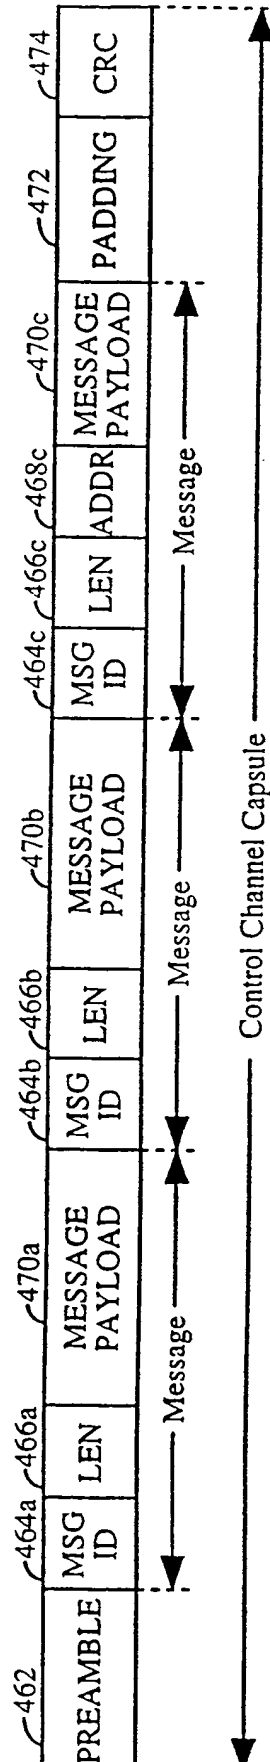 462
464a
466a
470a
464b
466b
470b
464c
466c
468c
470c
472
474
PREAMBLE
MSG
ID
LEN
MESSAGE
PAYLOAD
MSG
ID
LEN
MESSAGE
PAYLOAD
MSG
ID
LEN
ADDR
MESSAGE
PAYLOAD
PADDING
CRC
Message
Message
Message
Control Channel Capsule